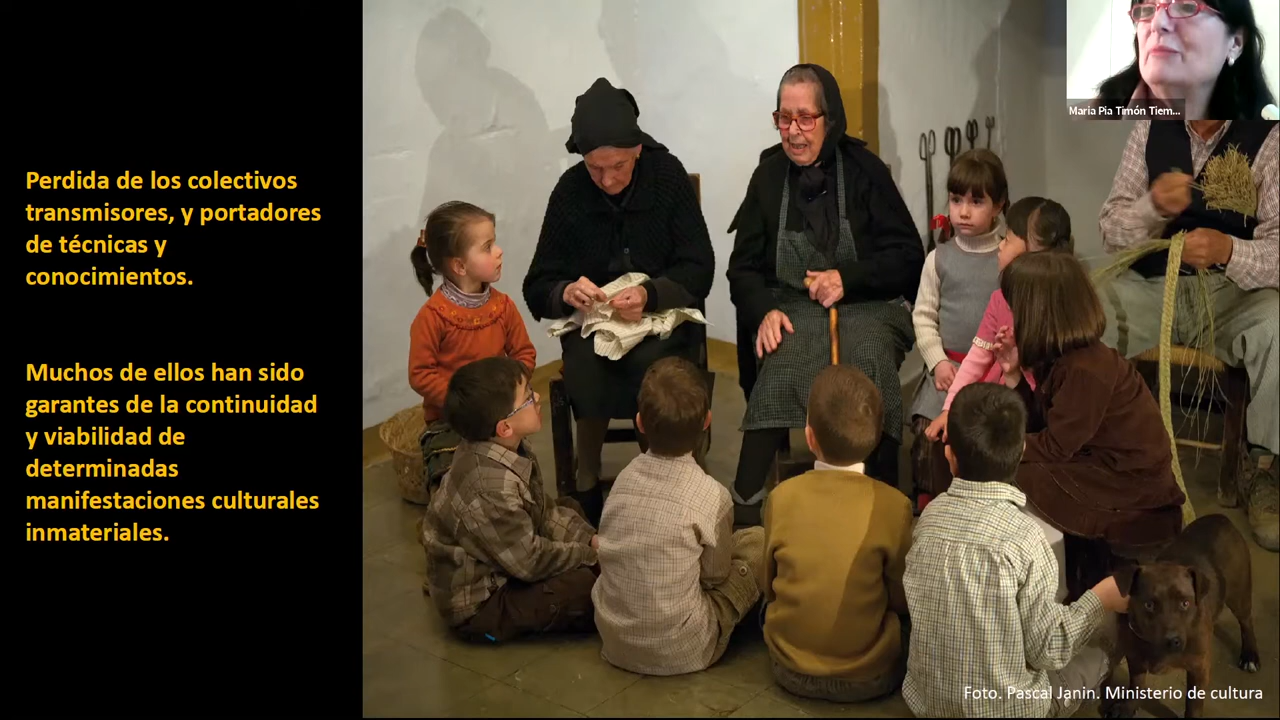 Maria Pia Timón Tiem...
Perdida de los colectivos
transmisores, y portadores
de técnicas y
conocimientos.
Muchos de ellos han sido
garantes de la continuidad
y viabilidad de
determinadas
manifestaciones culturales
inmateriales.
Foto. Pascal Janin. Ministerio de cultura